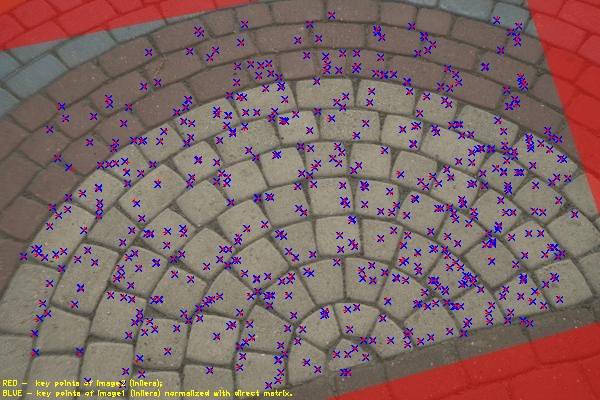 RED - key points of image2 (inliers);
BLUE - key points of image1 (inliers) normalized with direct matrix.